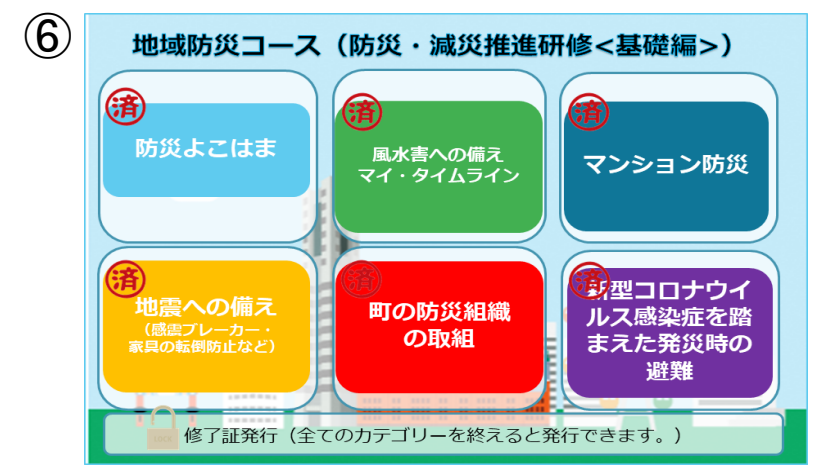 ⑥
地域防災コース（防災・減災推進研修<基礎編>）
済
防災よこはま
済
風水害への備え
マイ・タイムライン
済
マンション防災
済
地震への備え
（感震ブレーカー・
家具の転倒防止など）
済
町の防災組織
の取組
済
新型コロナウイ
ルス感染症を踏
まえた発災時の
避難
LOCK
修了証発行（全てのカテゴリーを終えると発行できます。）